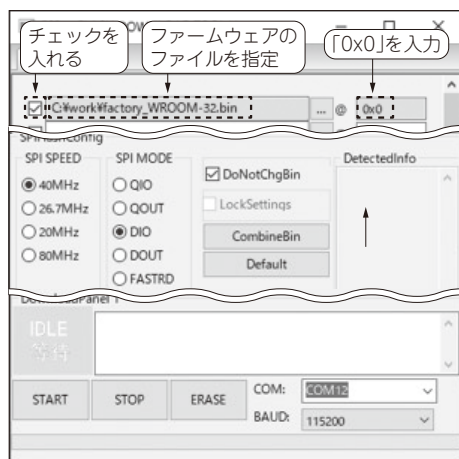 チェックを
入れる
ファームウェアの
ファイルを指定
「0x0」を入力
C:¥work¥factory_WROOM-32.bin ... @ 0x0
SPI SPEED
40MHz
26.7MHz
20MHz
80MHz
SPI MODE
QIO
QOUT
DIO
DOUT
FASTRD
DoNotChgBin
LockSettings
CombineBin
Default
DetectedInfo
IDLE
等待
START STOP ERASE
COM: COM12
BAUD: 115200